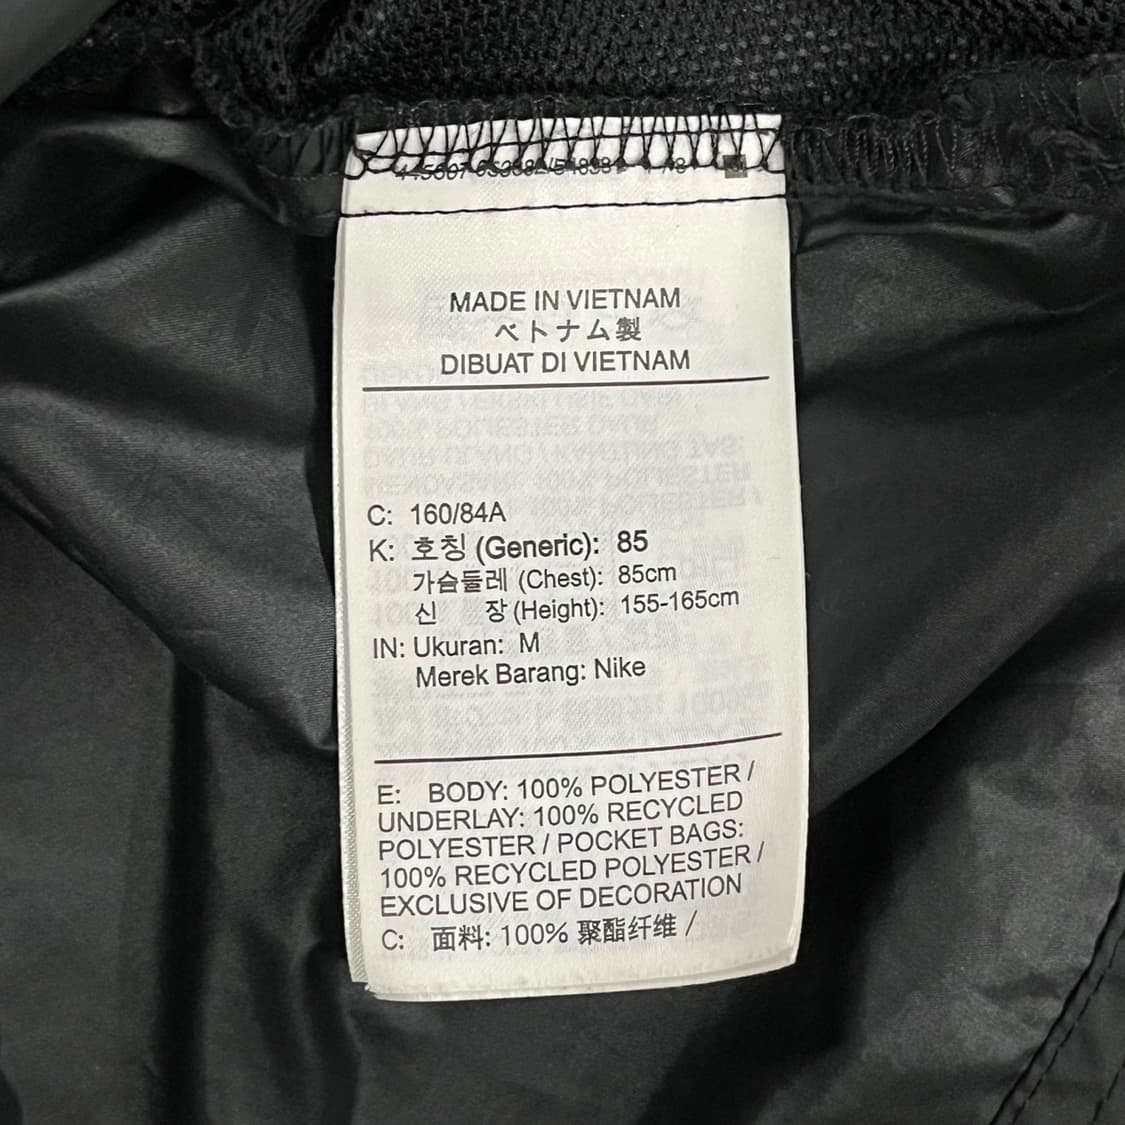 MADE IN VIETNAM
ベトナム製
DIBUAT DI VIETNAM
C: 160/84A
K: 호칭 (Generic): 85
가슴둘레 (Chest): 85cm
신 장 (Height): 155-165cm
IN: Ukuran: M
Merek Barang: Nike
E: BODY: 100% POLYESTER /
UNDERLAY: 100% RECYCLED
POLYESTER / POCKET BAGS:
100% RECYCLED POLYESTER /
EXCLUSIVE OF DECORATION
C: 面料: 100% 聚酯纤维 /